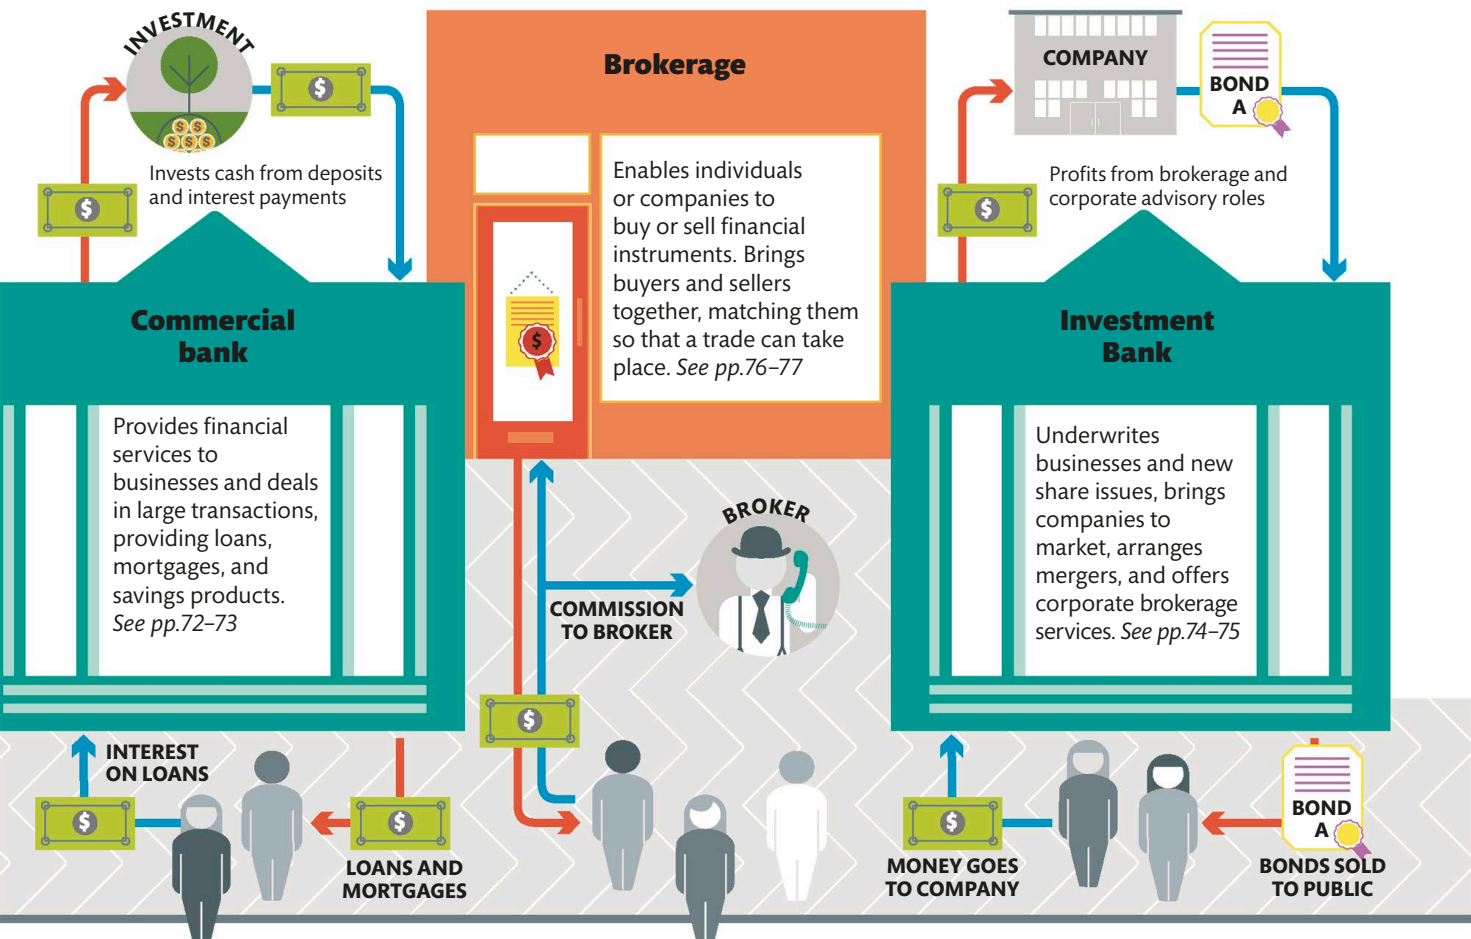 INVESTMENT
$
$
$ $
$ $ $
Invests cash from deposits
and interest payments
Commercial
bank
Provides financial
services to
businesses and deals
in large transactions,
providing loans,
mortgages, and
savings products.
See pp.72–73
INTEREST
ON LOANS
$
$
LOANS AND
MORTGAGES
Brokerage
Enables individuals
or companies to
buy or sell financial
instruments. Brings
buyers and sellers
together, matching them
so that a trade can take
place. See pp.76–77
$
BROKER
COMMISSION
TO BROKER
$
COMPANY
BOND
A
$
Profits from brokerage and
corporate advisory roles
Investment
Bank
Underwrites
businesses and new
share issues, brings
companies to
market, arranges
mergers, and offers
corporate brokerage
services. See pp.74–75
$
MONEY GOES
TO COMPANY
BOND
A
BONDS SOLD
TO PUBLIC